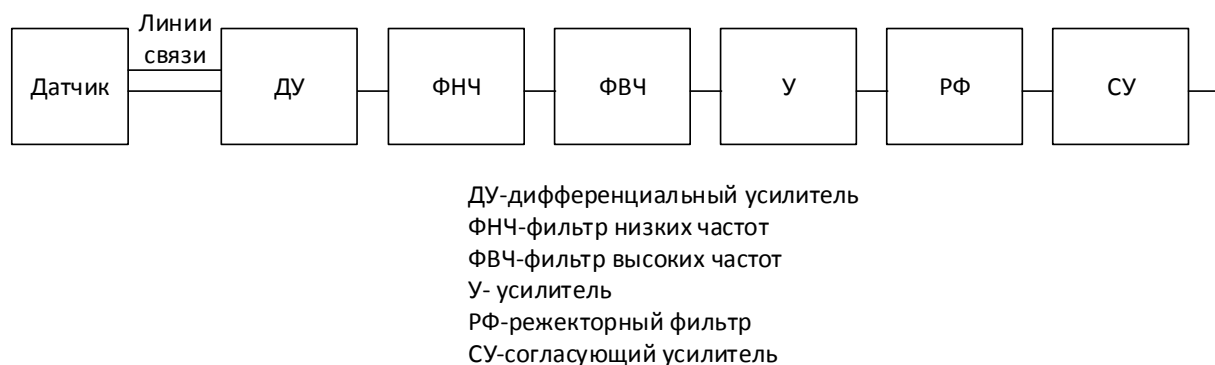 Линии
связи
Датчик
ДУ
ФНЧ
ФВЧ
У
РФ
СУ
ДУ-дифференциальный усилитель
ФНЧ-фильтр низких частот
ФВЧ-фильтр высоких частот
У- усилитель
РФ-режекторный фильтр
СУ-согласующий усилитель